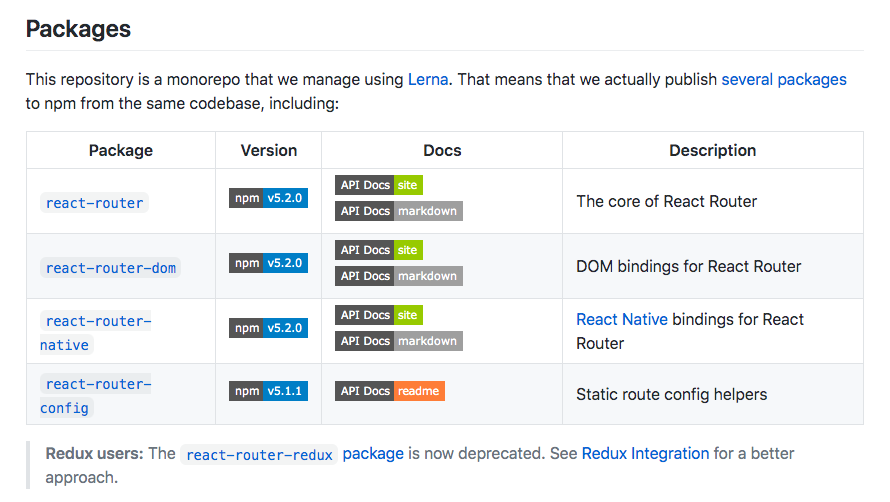 Packages
This repository is a monorepo that we manage using Lerna. That means that we actually publish several packages
to npm from the same codebase, including:
Package Version Docs Description
react-router npm v5.2.0 API Docs site The core of React Router
API Docs markdown
react-router-dom npm v5.2.0 API Docs site DOM bindings for React Router
API Docs markdown
react-router- npm v5.2.0 API Docs site React Native bindings for React
native API Docs markdown Router
react-router- npm v5.1.1 API Docs readme Static route config helpers
config
Redux users: The react-router-redux package is now deprecated. See Redux Integration for a better
approach.